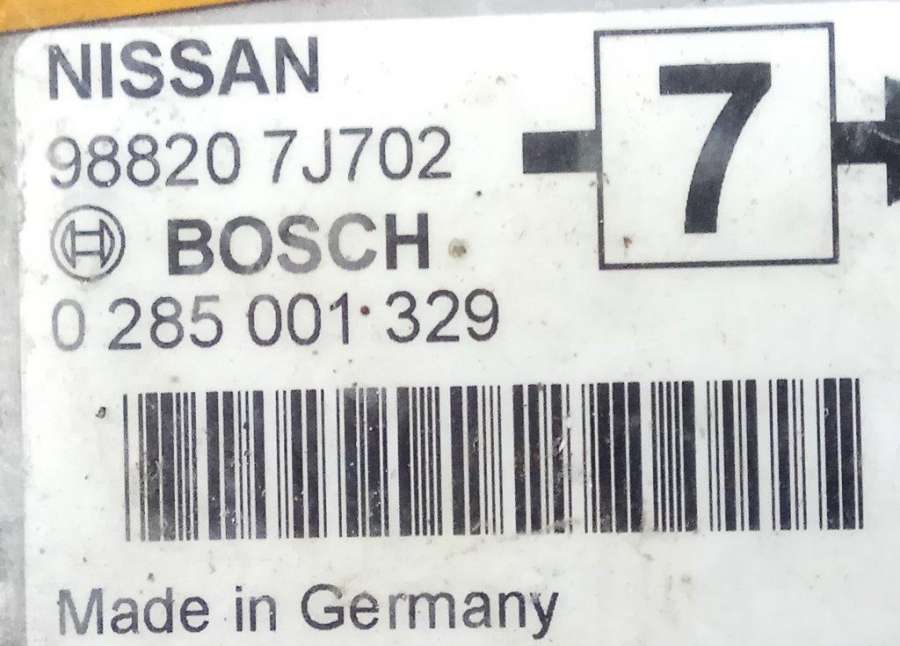 NISSAN
7
98820 7J702
BOSCH
0 285 001 329
Made in Germany